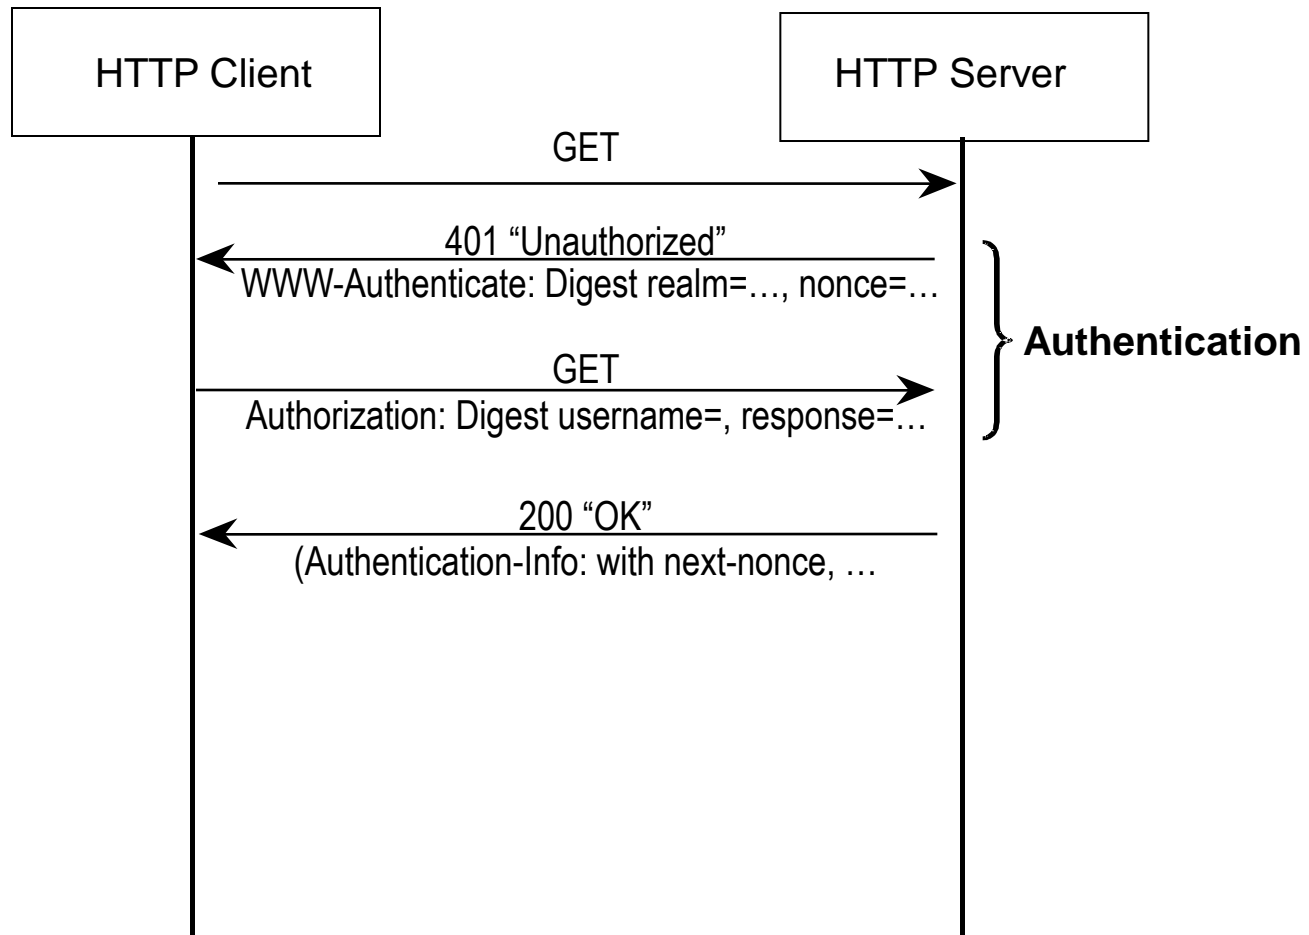 HTTP Client
HTTP Server
GET
401 “Unauthorized”
WWW-Authenticate: Digest realm=…, nonce=…
Authentication
GET
Authorization: Digest username=, response=…
200 “OK”
(Authentication-Info: with next-nonce, …